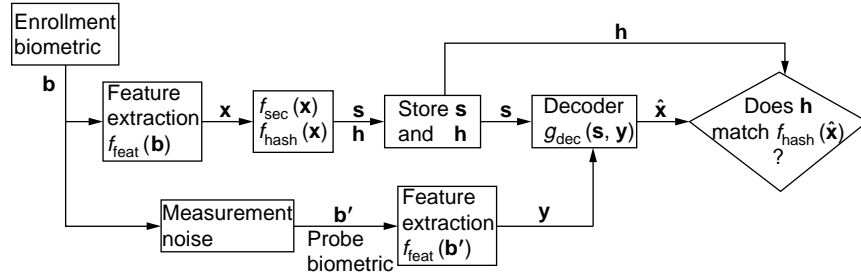 Enrollment
biometric
b
h
Feature
extraction
f_feat (b)
x
f_sec (x)
f_hash (x)
s
h
Store s
and h
s
Decoder
g_dec (s, y)
x̂
Does h
match f_hash (x̂)
?
Measurement
noise
b′
Probe
biometric
Feature
extraction
f_feat (b′)
y